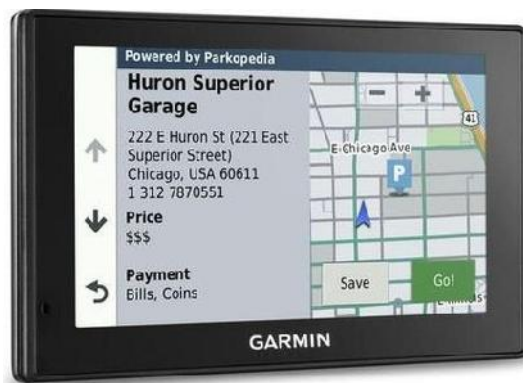 Powered by Parkopedia
Huron Superior
Garage
222 E Huron St (221 East
Superior Street)
Chicago, USA 60611
1 312 7870551
Price
$$$
Payment
Bills, Coins
41
E Chicago Ave
P
Save
Go!
GARMIN